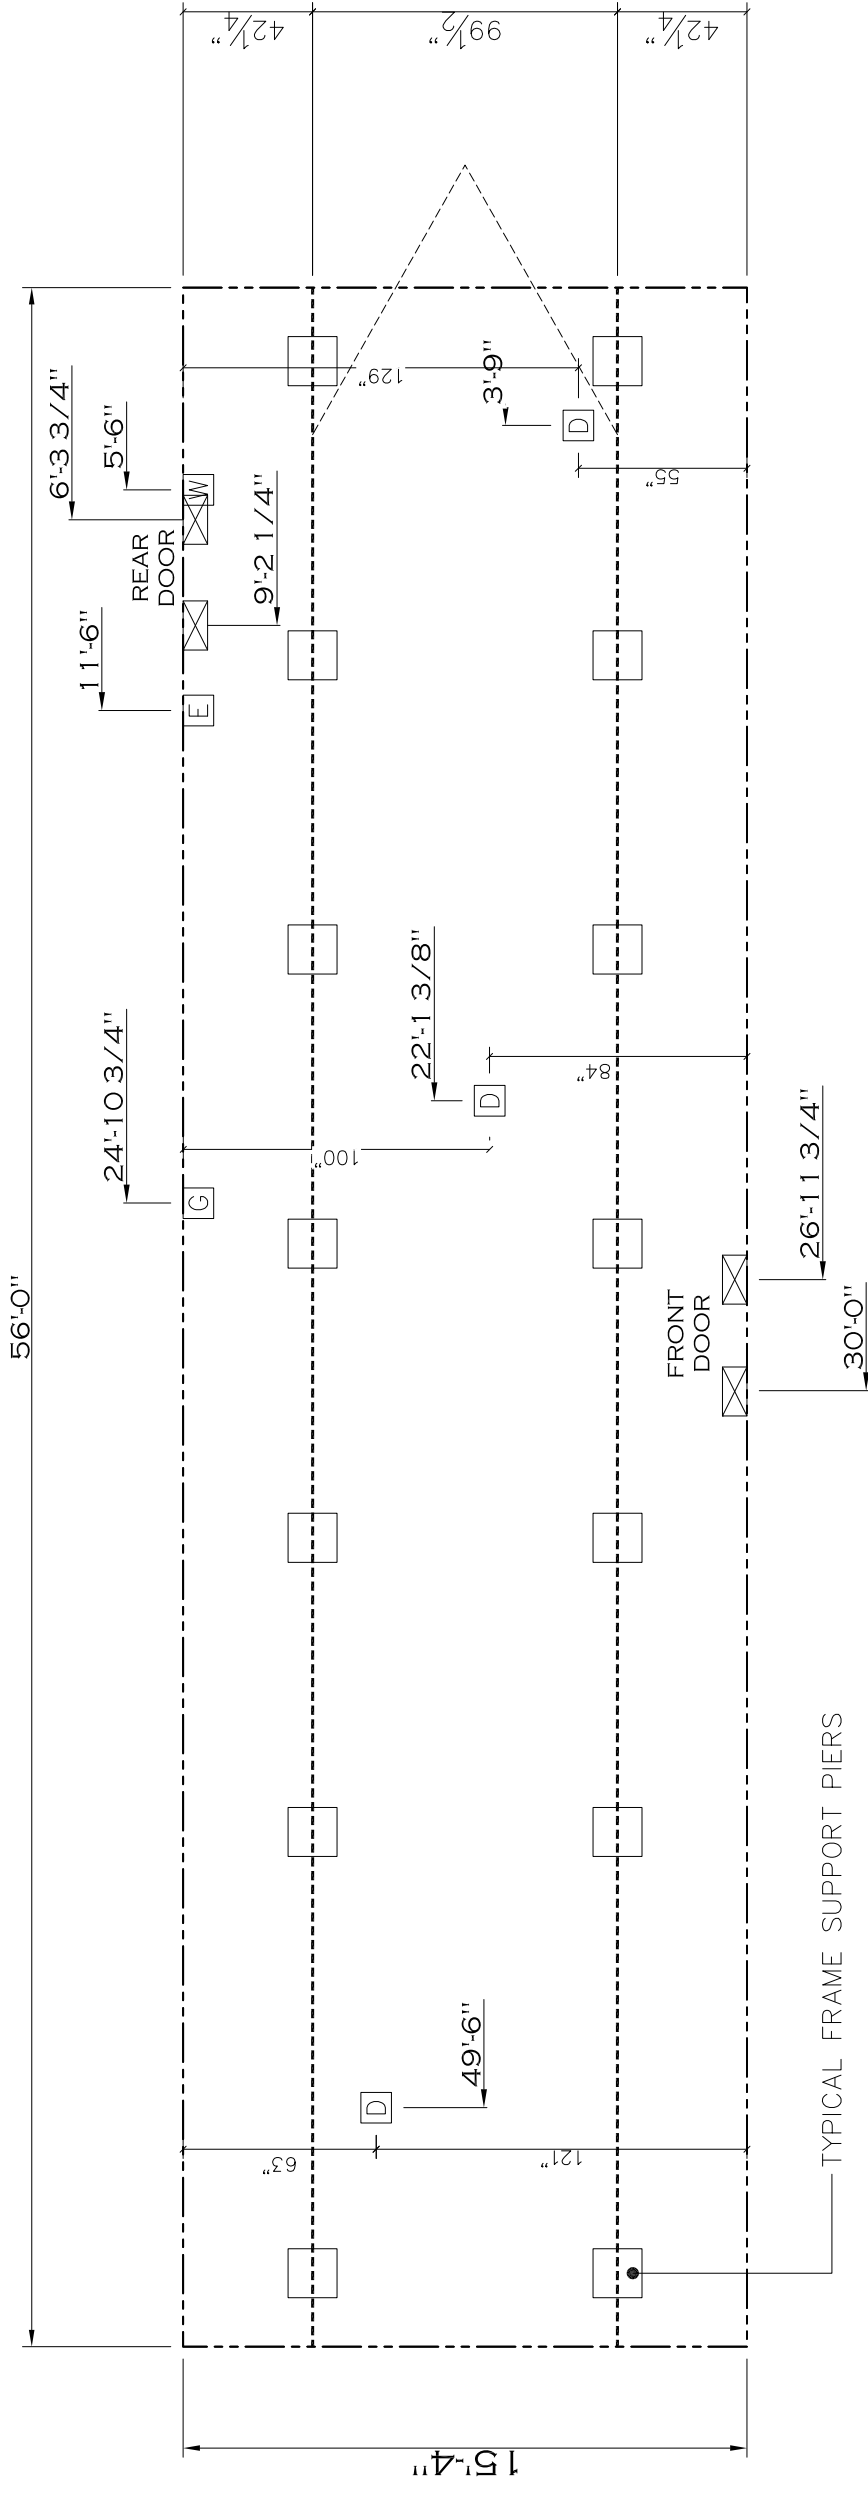 42 1/4"
99 1/2"
42 1/4"
56'-0"
6'-3 3/4"
5'-6"
W
REAR
DOOR
9'-2 1/4"
11'-6"
E
129"
3'-9"
D
55"
24'-10 3/4"
G
22'-1 3/8"
D
84"
100"
26'-11 3/4"
FRONT
DOOR
30'-0"
49'-6"
D
63"
121"
TYPICAL FRAME SUPPORT PIERS
15'-4"